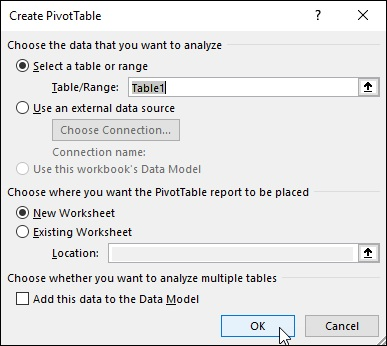 Create PivotTable ? ×
Choose the data that you want to analyze
Select a table or range
Table/Range: Table1
Use an external data source
Choose Connection...
Connection name:
Use this workbook's Data Model
Choose where you want the PivotTable report to be placed
New Worksheet
Existing Worksheet
Location:
Choose whether you want to analyze multiple tables
Add this data to the Data Model
OK Cancel